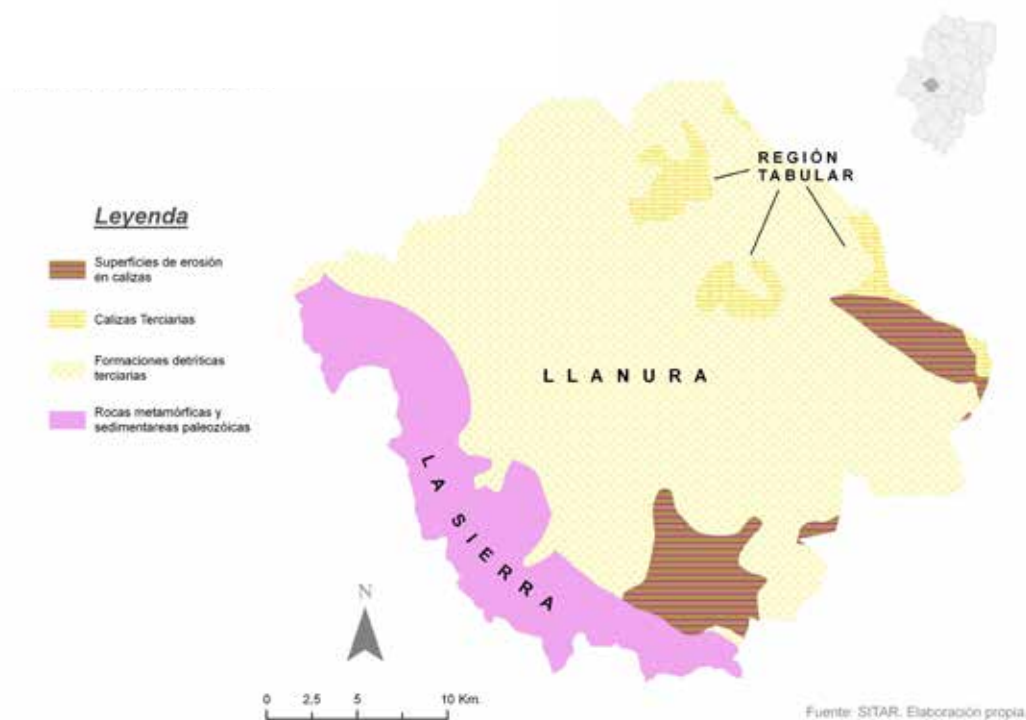 REGIÓN
TABULAR
Leyenda
Superficies de erosión
en calizas
Calizas Terciarias
Formaciones detríticas
terciarias
Rocas metamórficas y
sedimentareas paleozóicas
LLANURA
LA SIERRA
N
0 2,5 5 10 Km.
Fuente: SITAR. Elaboración propia